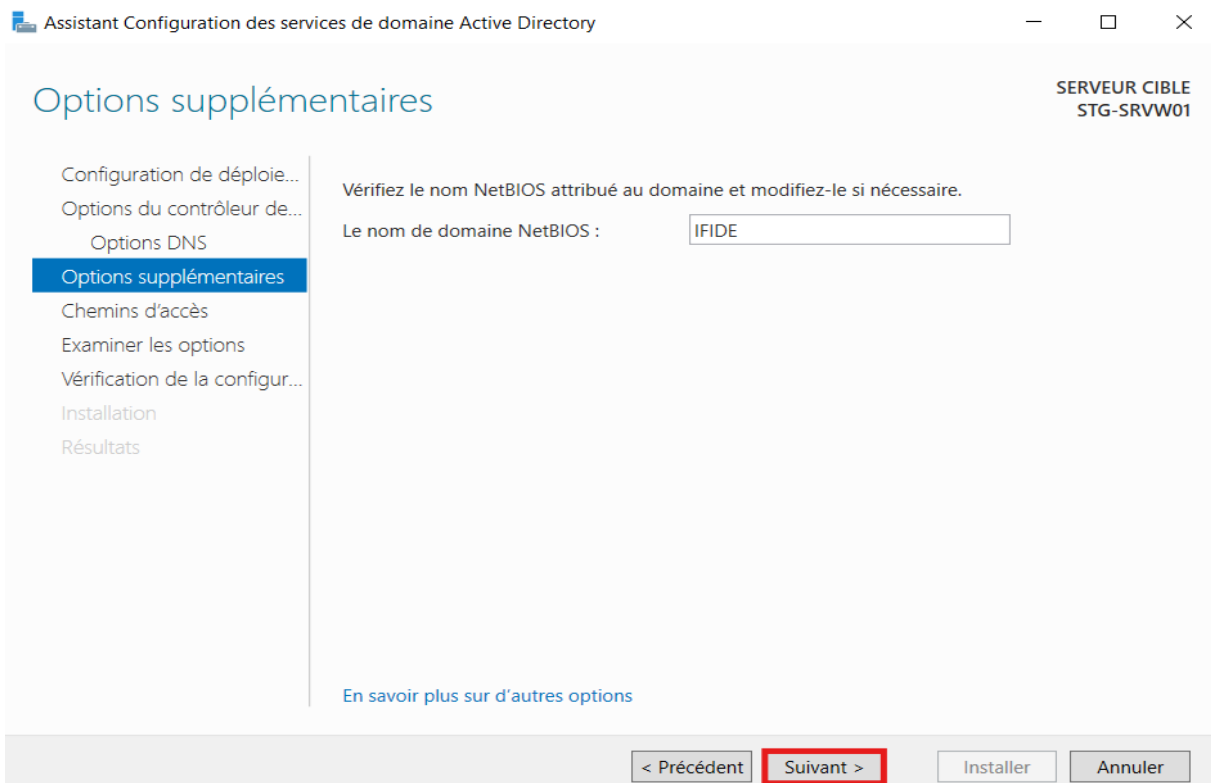 Assistant Configuration des services de domaine Active Directory
Options supplémentaires
SERVEUR CIBLE
STG-SRVW01
Configuration de déploie...
Options du contrôleur de...
Options DNS
Options supplémentaires
Chemins d'accès
Examiner les options
Vérification de la configur...
Installation
Résultats
Vérifiez le nom NetBIOS attribué au domaine et modifiez-le si nécessaire.
Le nom de domaine NetBIOS : IFIDE
En savoir plus sur d'autres options
< Précédent Suivant > Installer Annuler